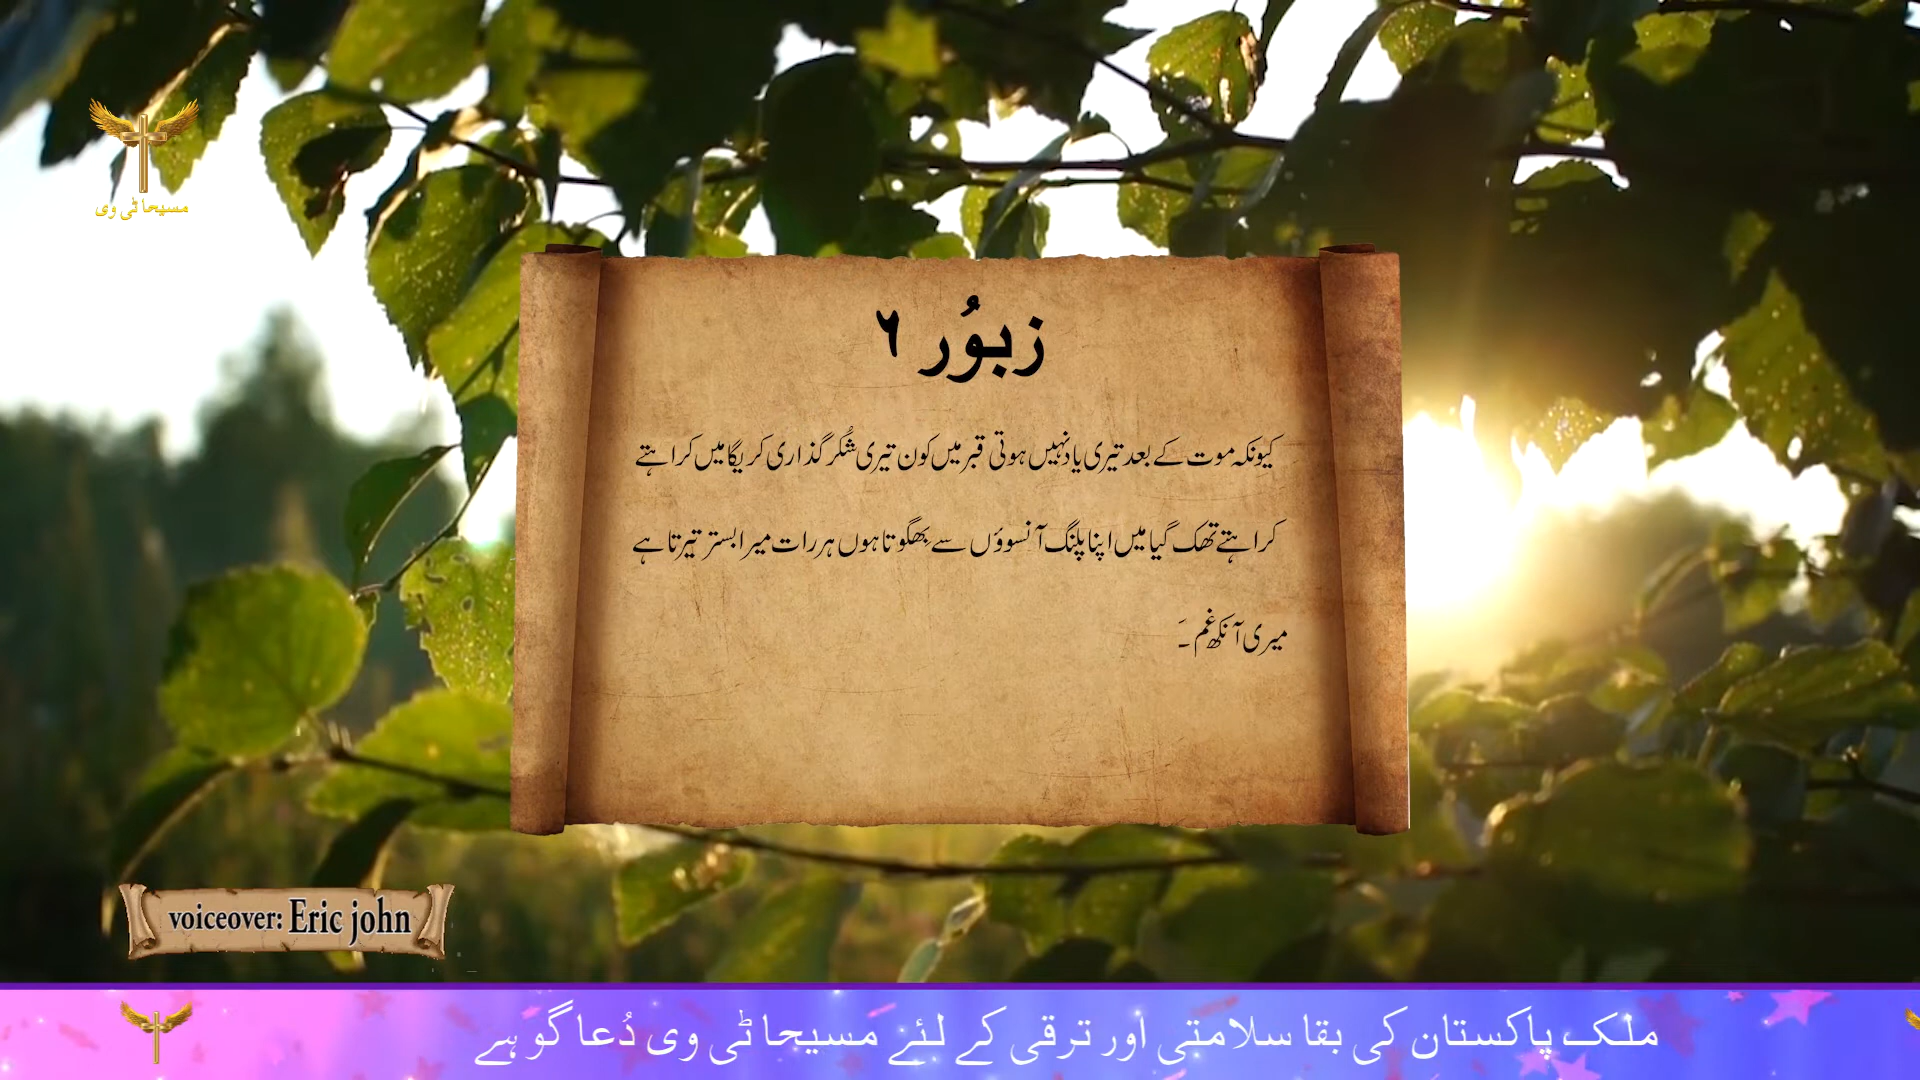 مسیحا ٹی وی
زبوُر ۶
کیونکہ موت کے بعد تیری یاد نہیں ہوتی قبر میں کون تیری شُکر گذاری کریگا میں کراہتے
کراہتے تھک گیا میں اپنا پلنگ آنسوؤں سے بھگوتا ہوں ہر رات میرا بستر تیرتا ہے
میری آنکھ غم ۔
voiceover: Eric john
ملک پاکستان کی بقا سلامتی اور ترقی کے لئے مسیحا ٹی وی دُعا گو ہے